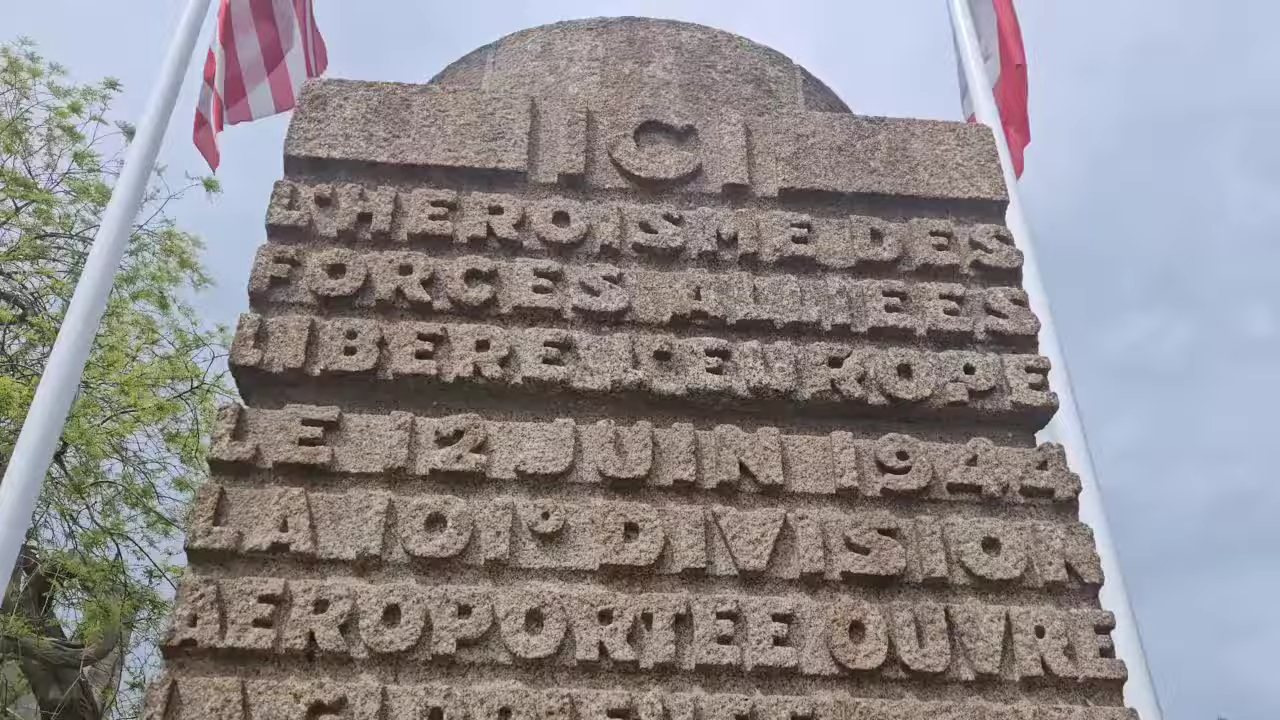 ICI
L'HEROISME DES
FORCES ALLIEES
LIBERE L'EUROPE
LE 12 JUIN 1944
LA 101° DIVISION
AEROPORTEE OUVRE